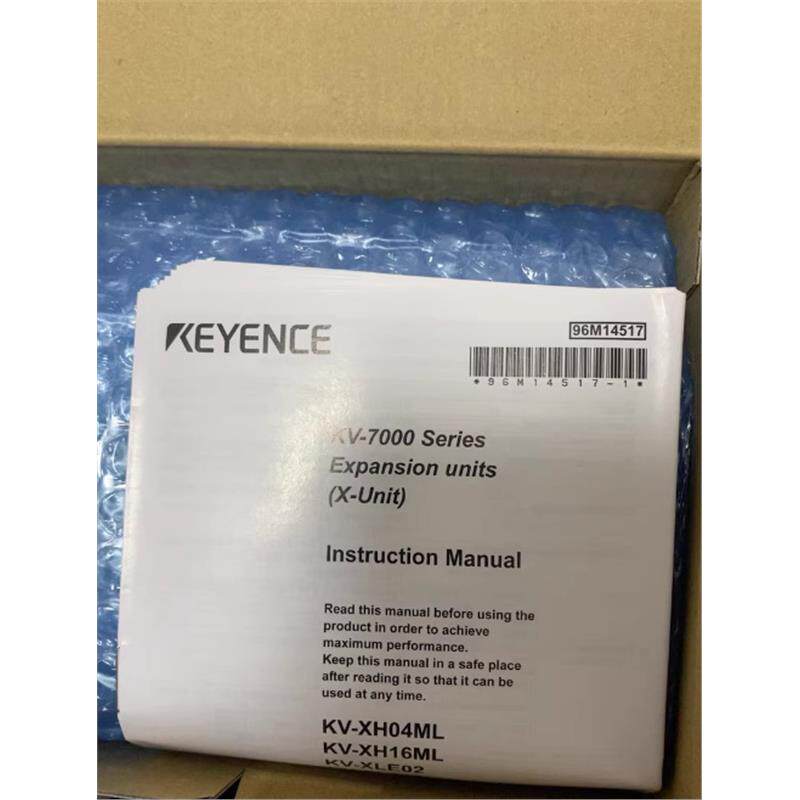 KEYENCE
96M14517
*96M14517-1*
KV-7000 Series
Expansion units
(X-Unit)
Instruction Manual
Read this manual before using the
product in order to achieve
maximum performance.
Keep this manual in a safe place
after reading it so that it can be
used at any time.
KV-XH04ML
KV-XH16ML
KV-XLE02